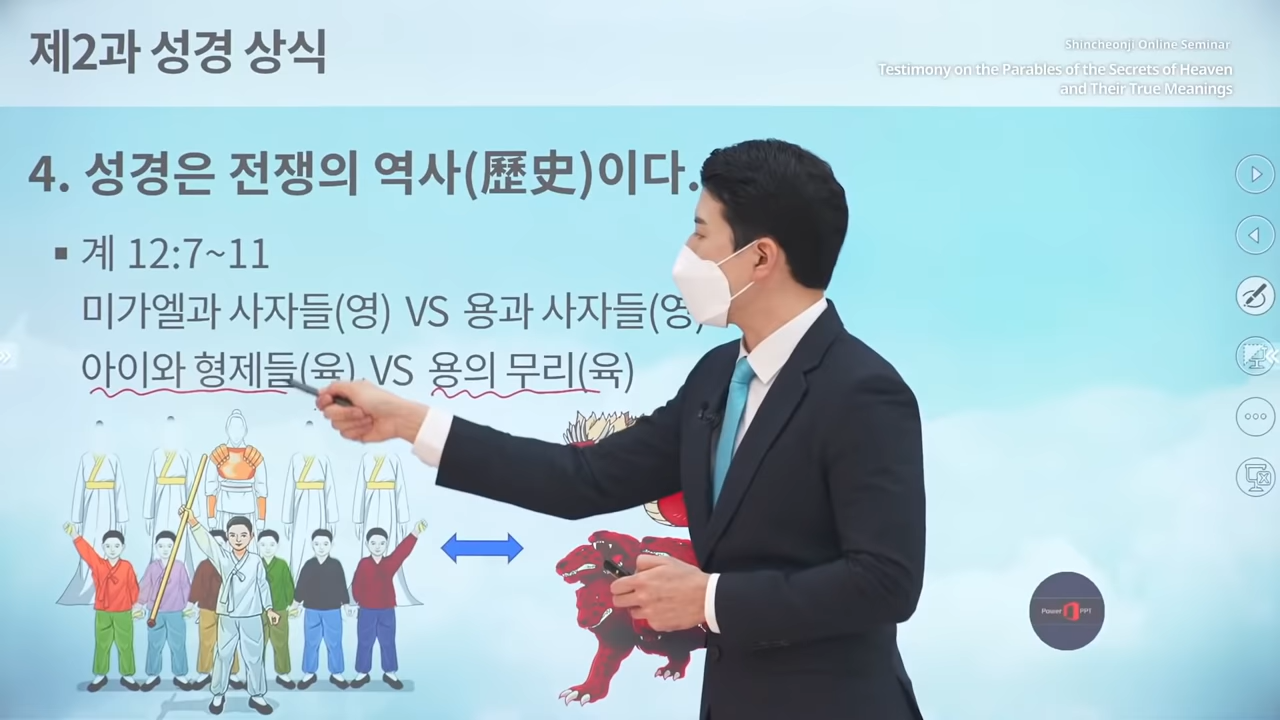 제2과 성경 상식
Shincheonji Online Seminar
Testimony on the Parables of the Secrets of Heaven
and Their True Meanings
4. 성경은 전쟁의 역사(歷史)이다.
▪ 계 12:7~11
미가엘과 사자들(영) VS 용과 사자들(영)
아이와 형제들(육) VS 용의 무리(육)
Power PPT